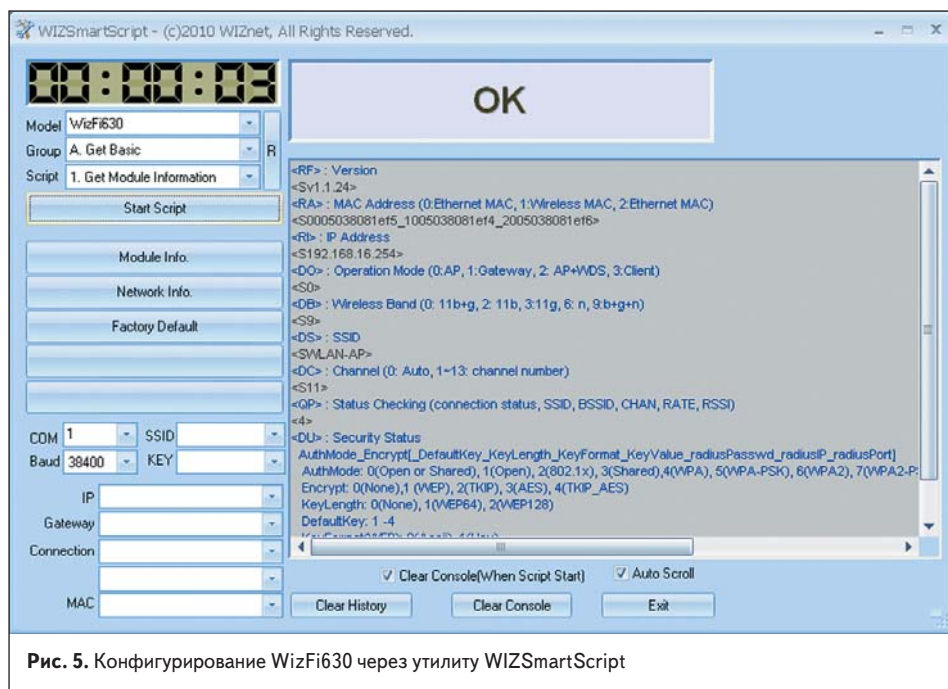 WIZSmartScript - (c)2010 WIZnet, All Rights Reserved.
00:00:03
OK
Model WizFi630
Group A. Get Basic
R
Script 1. Get Module Information
Start Script
Module Info.
Network Info.
Factory Default
COM 1 SSID
Baud 38400 KEY
IP
Gateway
Connection
MAC
<RF> : Version
<Sv1.1.24>
<RA> : MAC Address (0:Ethernet MAC, 1:Wireless MAC, 2:Ethernet MAC)
<S0005038081ef5_1005038081ef4_2005038081ef6>
<RI> : IP Address
<S192.168.16.254>
<DO> : Operation Mode (0:AP, 1:Gateway, 2: AP+WDS, 3:Client)
<S0>
<DB> : Wireless Band (0: 11b+g, 2: 11b, 3:11g, 6: n, 9:b+g+n)
<S9>
<DS> : SSID
<SWLAN-AP>
<DC> : Channel (0: Auto, 1~13: channel number)
<S11>
<QP> : Status Checking (connection status, SSID, BSSID, CHAN, RATE, RSSI)
<4>
<DU> : Security Status
AuthMode_Encrypt[_DefaultKey_KeyLength_KeyFormat_KeyValue_radiusPasswd_radiusIP_radiusPort]
AuthMode: 0(Open or Shared), 1(Open), 2(802.1x), 3(Shared),4(WPA), 5(WPA-PSK), 6(WPA2), 7(WPA2-P
Encrypt: 0(None),1 (WEP), 2(TKIP), 3(AES), 4(TKIP_AES)
KeyLength: 0(None), 1(WEP64), 2(WEP128)
DefaultKey: 1 -4
Clear Console(When Script Start) Auto Scroll
Clear History Clear Console Exit
Рис. 5. Конфигурирование WizFi630 через утилиту WIZSmartScript